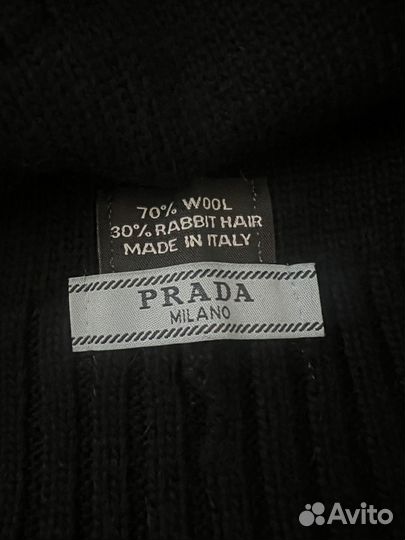 70% WOOL
30% RABBIT HAIR
MADE IN ITALY
PRADA
MILANO
Avito